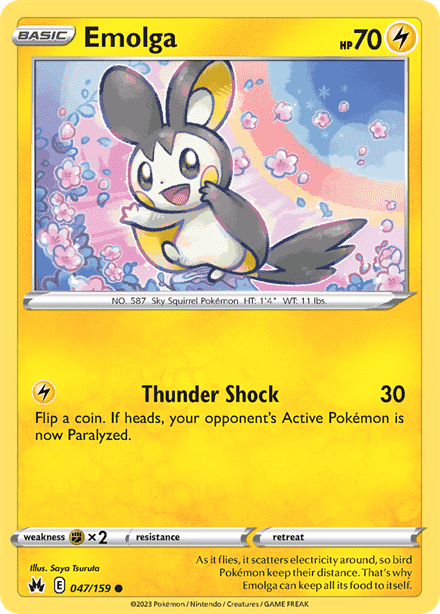 BASIC Emolga HP70
NO. 587 Sky Squirrel Pokémon HT: 1'4" WT: 11 lbs.
Thunder Shock 30
Flip a coin. If heads, your opponent's Active Pokémon is
now Paralyzed.
weakness ×2 resistance retreat
Illus. Saya Tsuruta
As it flies, it scatters electricity around, so bird
Pokémon keep their distance. That's why
Emolga can keep all its food to itself.
E 047/159
©2023 Pokémon / Nintendo / Creatures / GAME FREAK